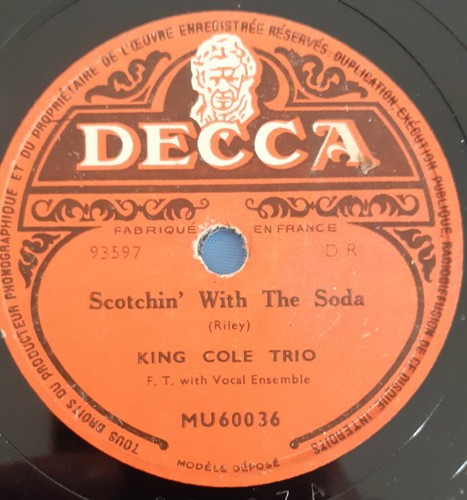 TOUS DROITS DU PRODUCTEUR PHONOGRAPHIQUE ET DU PROPRIÉTAIRE DE L'ŒUVRE ENREGISTRÉE RÉSERVÉS. DUPLICATION-EXÉCUTION PUBLIQUE, RADIODIFFUSION DE CE DISQUE, INTERDITS
DECCA
FABRIQUÉ EN FRANCE
93597 D R
Scotchin' With The Soda
(Riley)
KING COLE TRIO
F. T. with Vocal Ensemble
MU60036
MODÈLE DÉPOSÉ